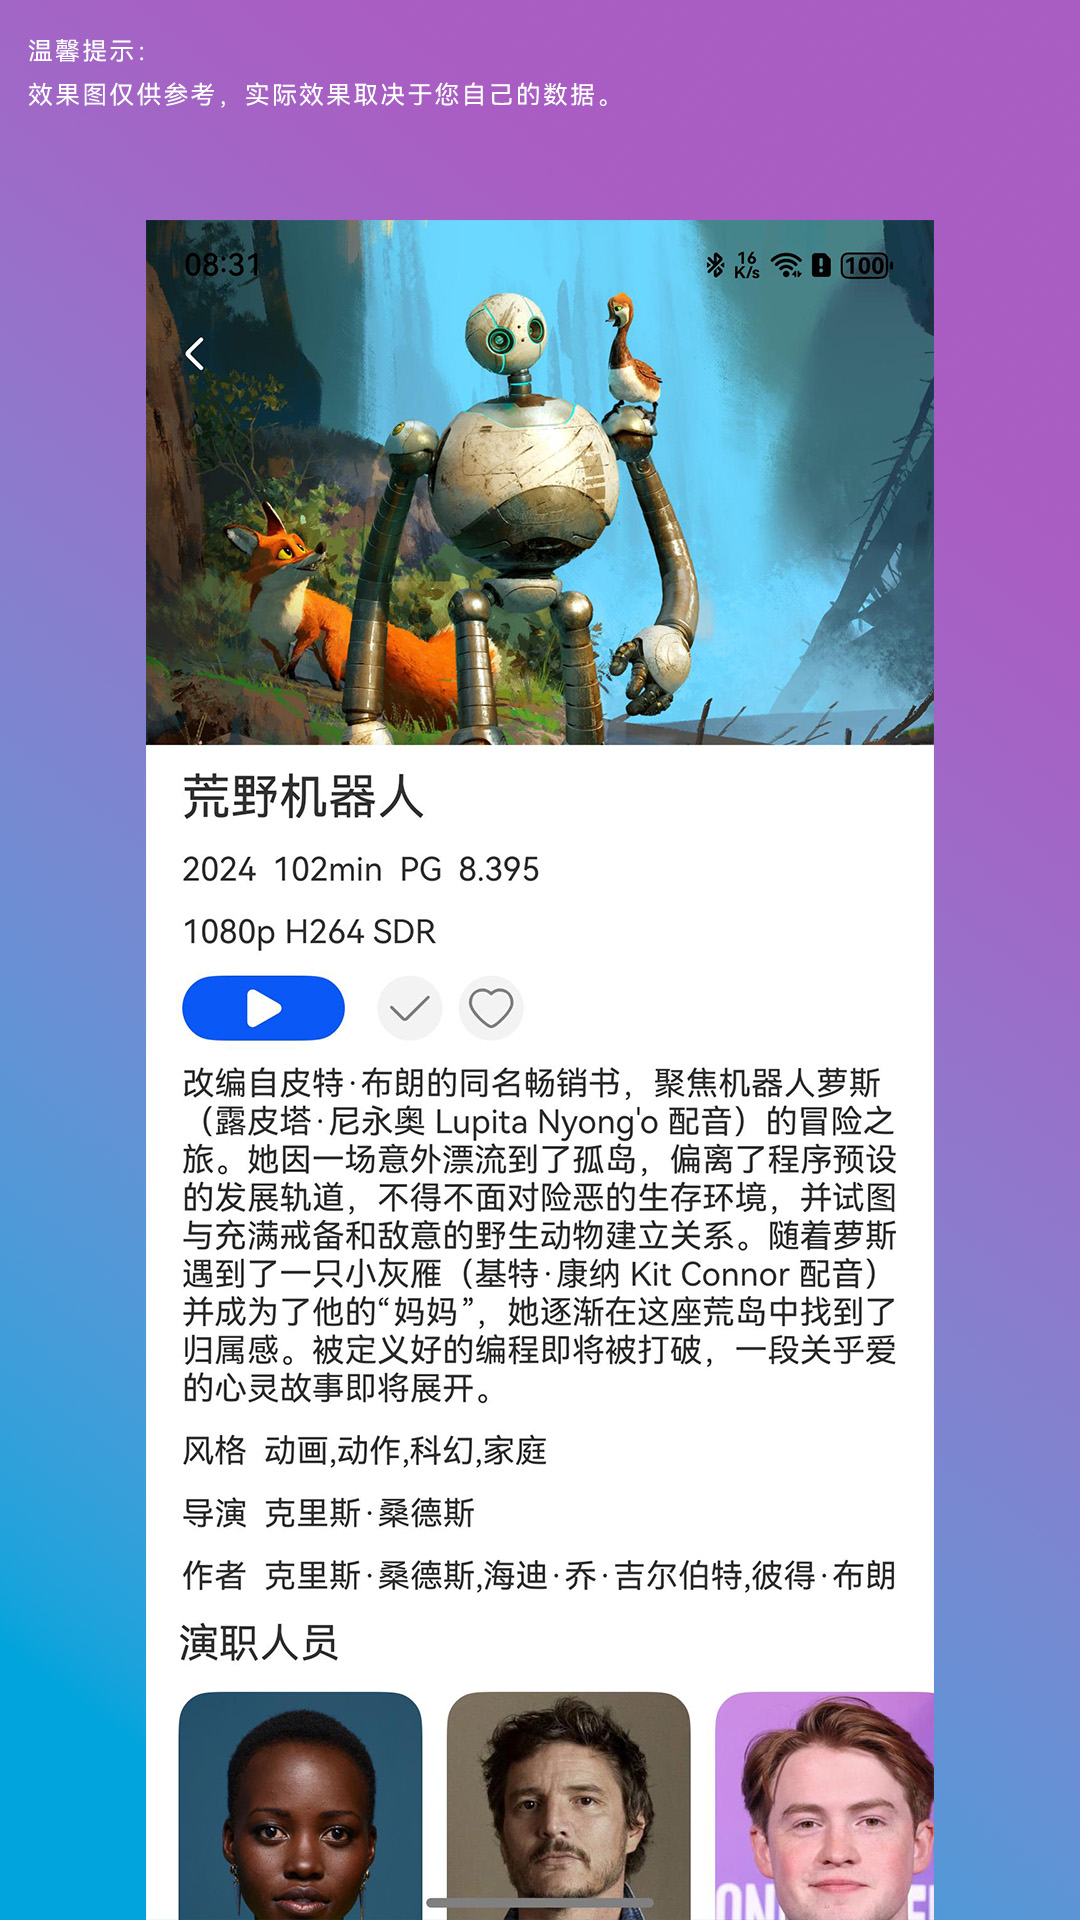 温馨提示：
效果图仅供参考，实际效果取决于您自己的数据。
08:31
16
K/s
100
荒野机器人
2024 102min PG 8.395
1080p H264 SDR
改编自皮特·布朗的同名畅销书，聚焦机器人萝斯
（露皮塔·尼永奥 Lupita Nyong'o 配音）的冒险之
旅。她因一场意外漂流到了孤岛，偏离了程序预设
的发展轨道，不得不面对险恶的生存环境，并试图
与充满戒备和敌意的野生动物建立关系。随着萝斯
遇到了一只小灰雁（基特·康纳 Kit Connor 配音）
并成为了他的“妈妈”，她逐渐在这座荒岛中找到了
归属感。被定义好的编程即将被打破，一段关乎爱
的心灵故事即将展开。
风格 动画,动作,科幻,家庭
导演 克里斯·桑德斯
作者 克里斯·桑德斯,海迪·乔·吉尔伯特,彼得·布朗
演职人员